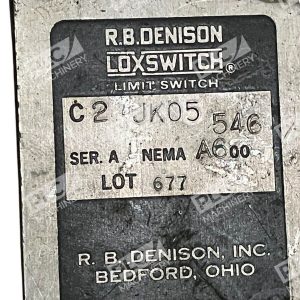 R.B. DENISON
LOXSWITCH®
LIMIT SWITCH
C2 JK05 546
SER. A NEMA A600
LOT 677
R. B. DENISON, INC.
BEDFORD, OHIO